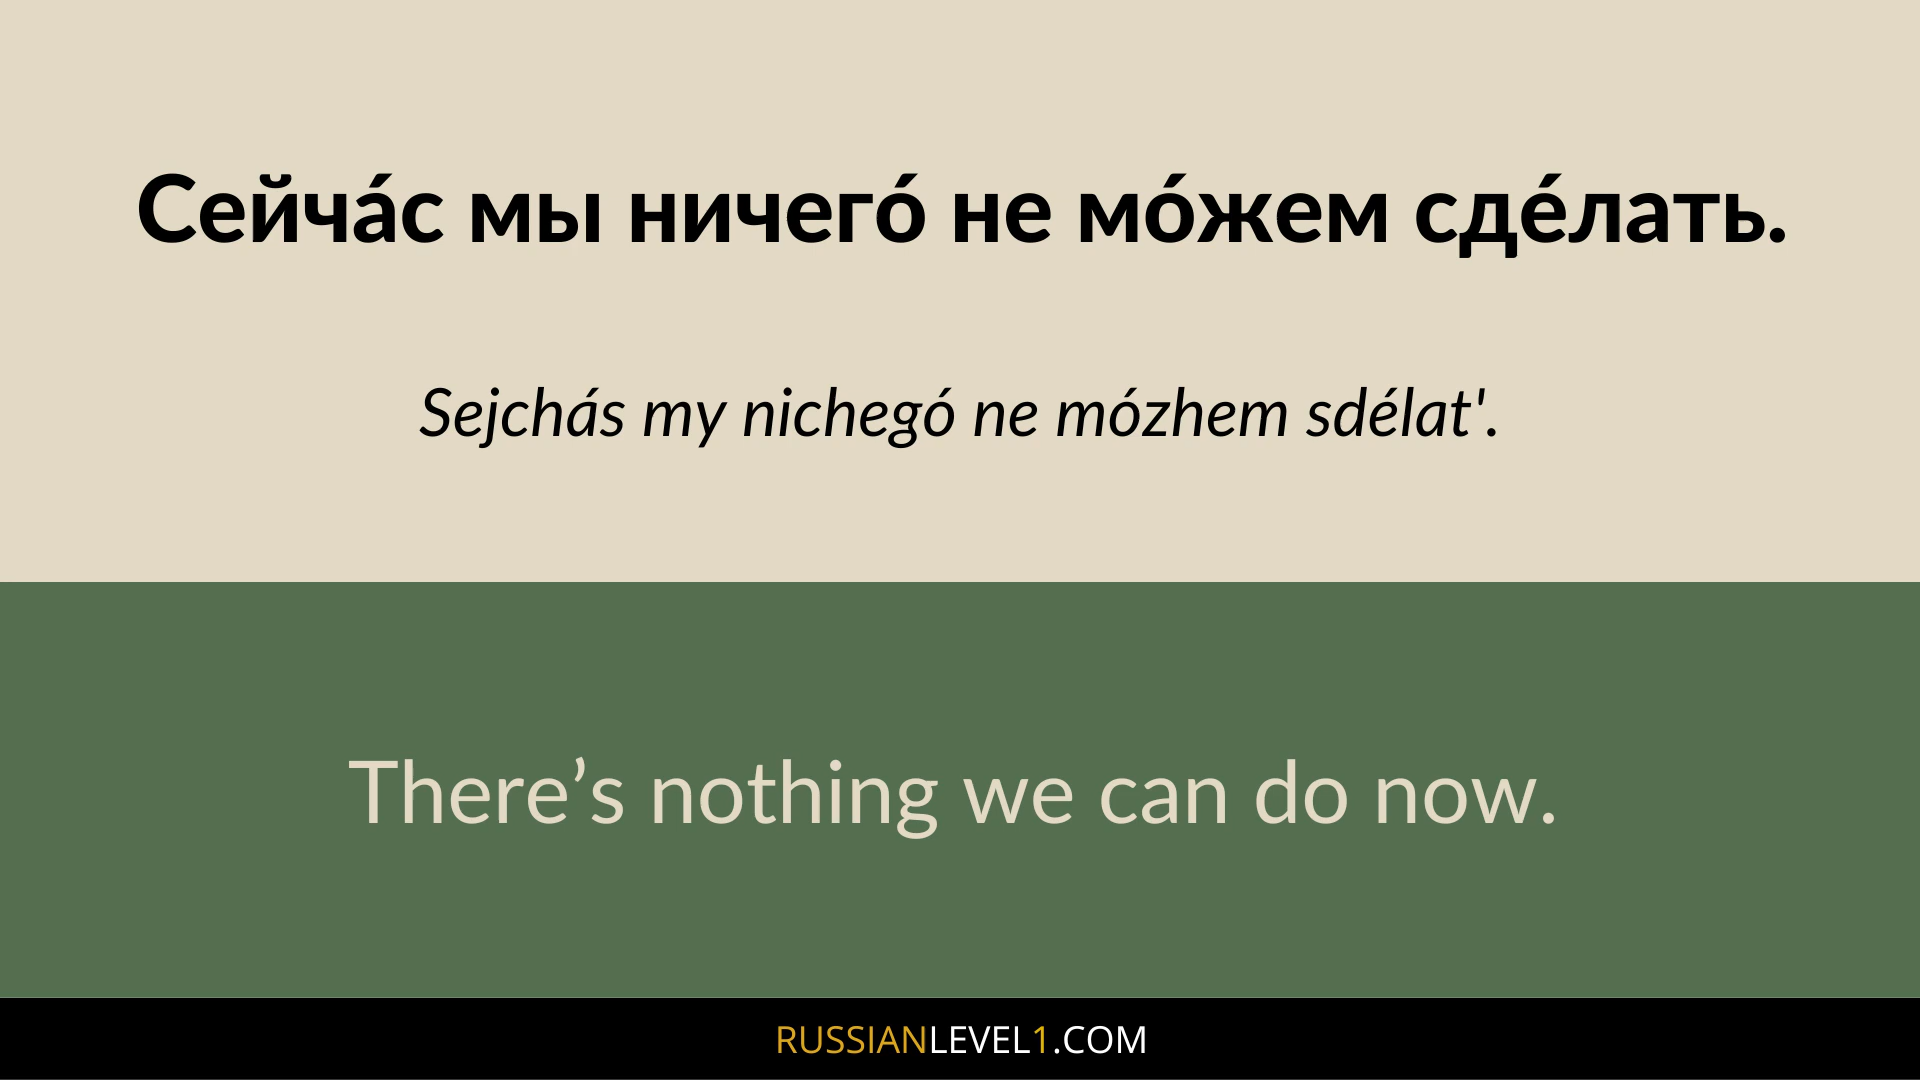 Сейча́с мы ничего́ не мо́жем сде́лать.
Sejchás my nichegó ne mózhem sdélat'.
There’s nothing we can do now.
RUSSIANLEVEL1.COM